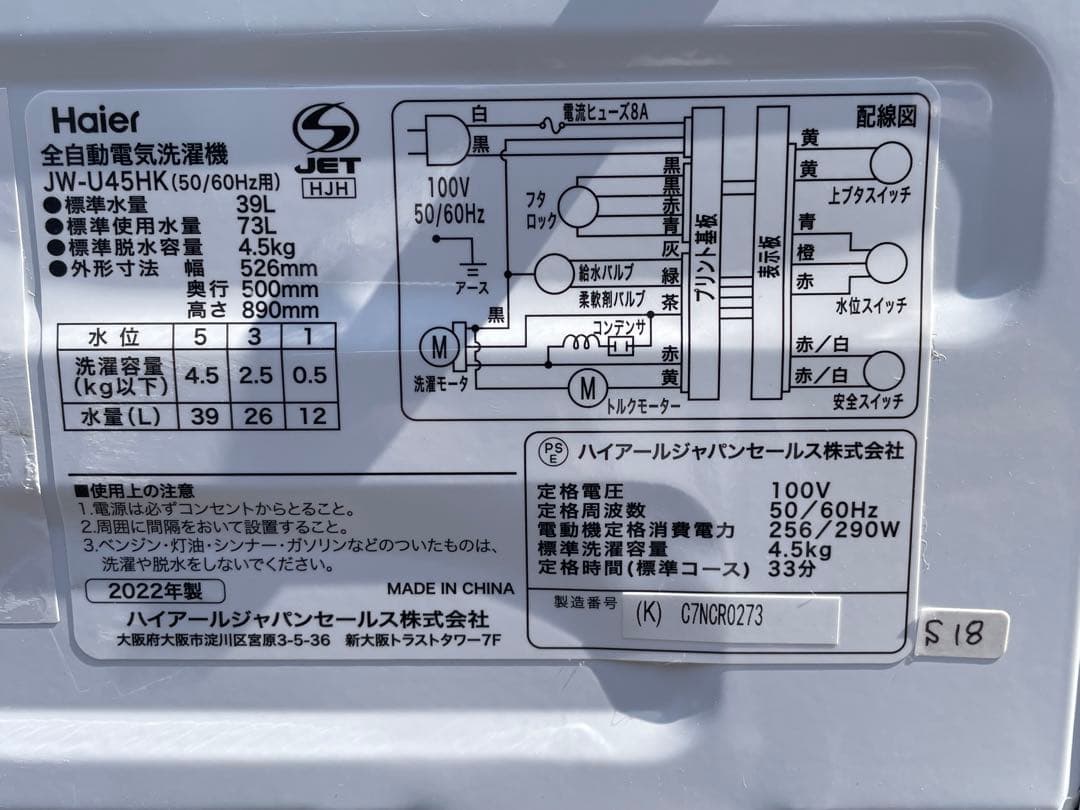 Haier
全自動電気洗濯機
JW-U45HK(50/60Hz用)
●標準水量 39L
●標準使用水量 73L
●標準脱水容量 4.5kg
●外形寸法 幅 526mm
奥行 500mm
高さ 890mm
S
JET
HJH
水位 5 3 1
洗濯容量(kg以下) 4.5 2.5 0.5
水量(L) 39 26 12
配線図
白
電流ヒューズ8A
黒
100V
50/60Hz
アース
フタロック
黒
黒
赤
青
灰
給水バルブ
緑
柔軟剤バルブ
茶
黒
コンデンサ
M
洗濯モータ
赤
黄
M
トルクモーター
プリント基板
表示板
黄
黄
上ブタスイッチ
青
橙
赤
水位スイッチ
赤/白
赤/白
安全スイッチ
■使用上の注意
1.電源は必ずコンセントからとること。
2.周囲に間隔をおいて設置すること。
3.ベンジン・灯油・シンナー・ガソリンなどのついたものは、
洗濯や脱水をしないでください。
2022年製
MADE IN CHINA
ハイアールジャパンセールス株式会社
大阪府大阪市淀川区宮原3-5-36 新大阪トラストタワー7F
PSE ハイアールジャパンセールス株式会社
定格電圧 100V
定格周波数 50/60Hz
電動機定格消費電力 256/290W
標準洗濯容量 4.5kg
定格時間(標準コース) 33分
製造番号 (K) C7NCR0273
S18